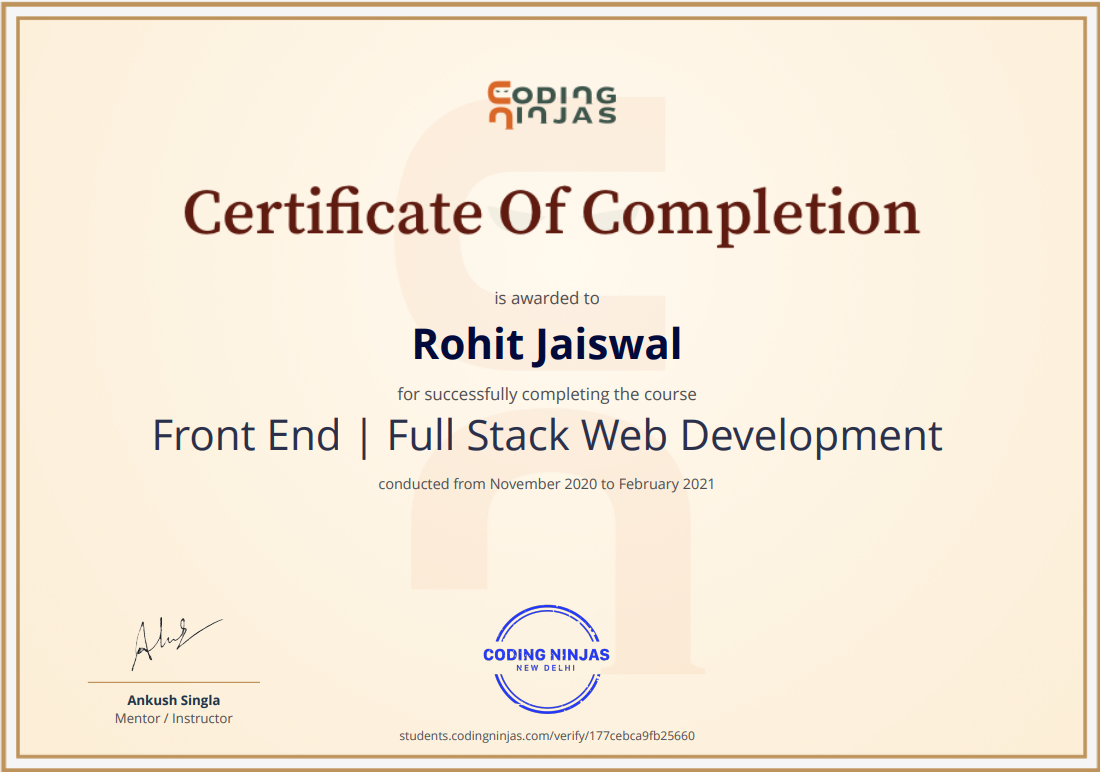 CODING
NINJAS
Certificate Of Completion
is awarded to
Rohit Jaiswal
for successfully completing the course
Front End | Full Stack Web Development
conducted from November 2020 to February 2021
CODING NINJAS
NEW DELHI
Ankush Singla
Mentor / Instructor
students.codingninjas.com/verify/177cebca9fb25660